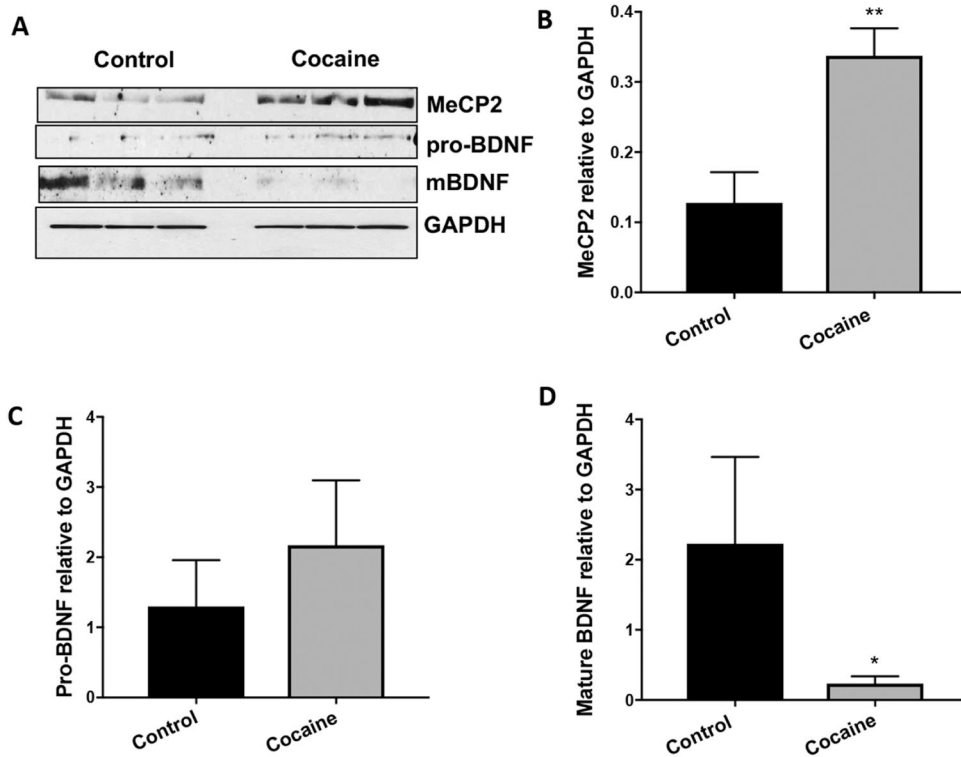 A
Control Cocaine
MeCP2
pro-BDNF
mBDNF
GAPDH
B
MeCP2 relative to GAPDH
0.4
0.3
0.2
0.1
0.0
**
Control
Cocaine
C
Pro-BDNF relative to GAPDH
4
3
2
1
0
Control
Cocaine
D
Mature BDNF relative to GAPDH
4
3
2
1
0
*
Control
Cocaine